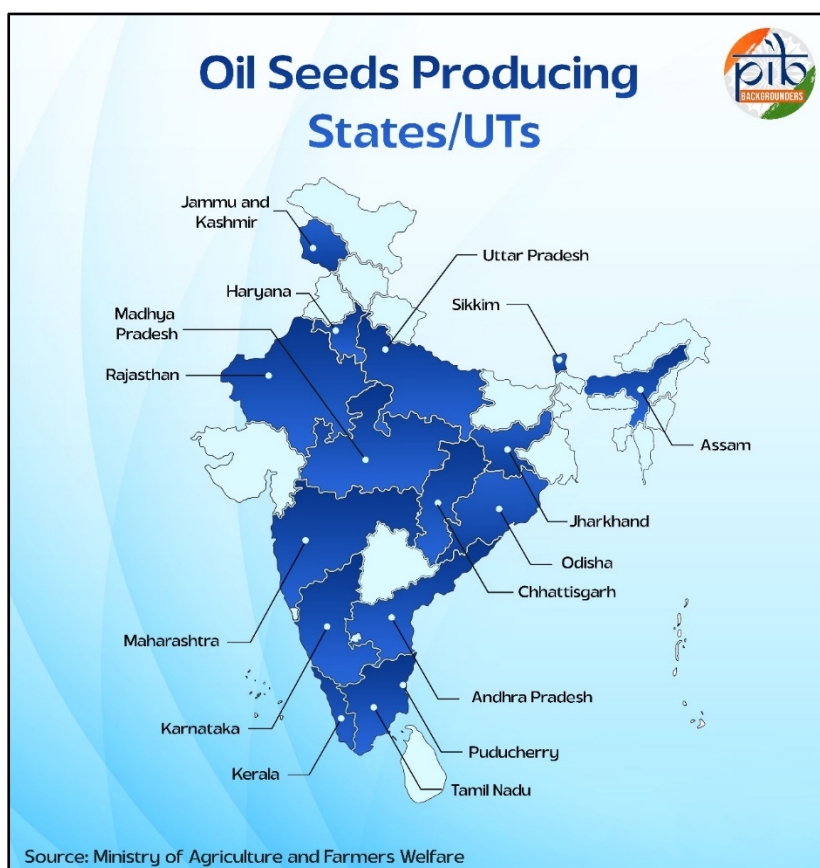 Oil Seeds Producing
States/UTs
pib
BACKGROUNDERS
Jammu and
Kashmir
Uttar Pradesh
Haryana
Sikkim
Madhya
Pradesh
Rajasthan
Assam
Jharkhand
Odisha
Chhattisgarh
Maharashtra
Andhra Pradesh
Karnataka
Puducherry
Kerala
Tamil Nadu
Source: Ministry of Agriculture and Farmers Welfare